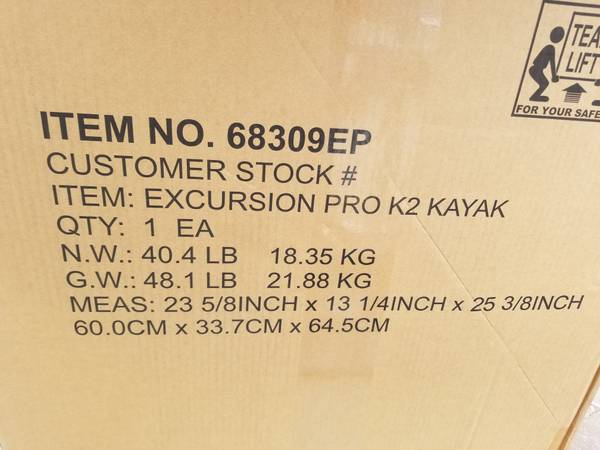 TEA
LIFT
FOR YOUR SAFE
ITEM NO. 68309EP
CUSTOMER STOCK #
ITEM: EXCURSION PRO K2 KAYAK
QTY: 1 EA
N.W.: 40.4 LB 18.35 KG
G.W.: 48.1 LB 21.88 KG
MEAS: 23 5/8INCH x 13 1/4INCH x 25 3/8INCH
60.0CM x 33.7CM x 64.5CM